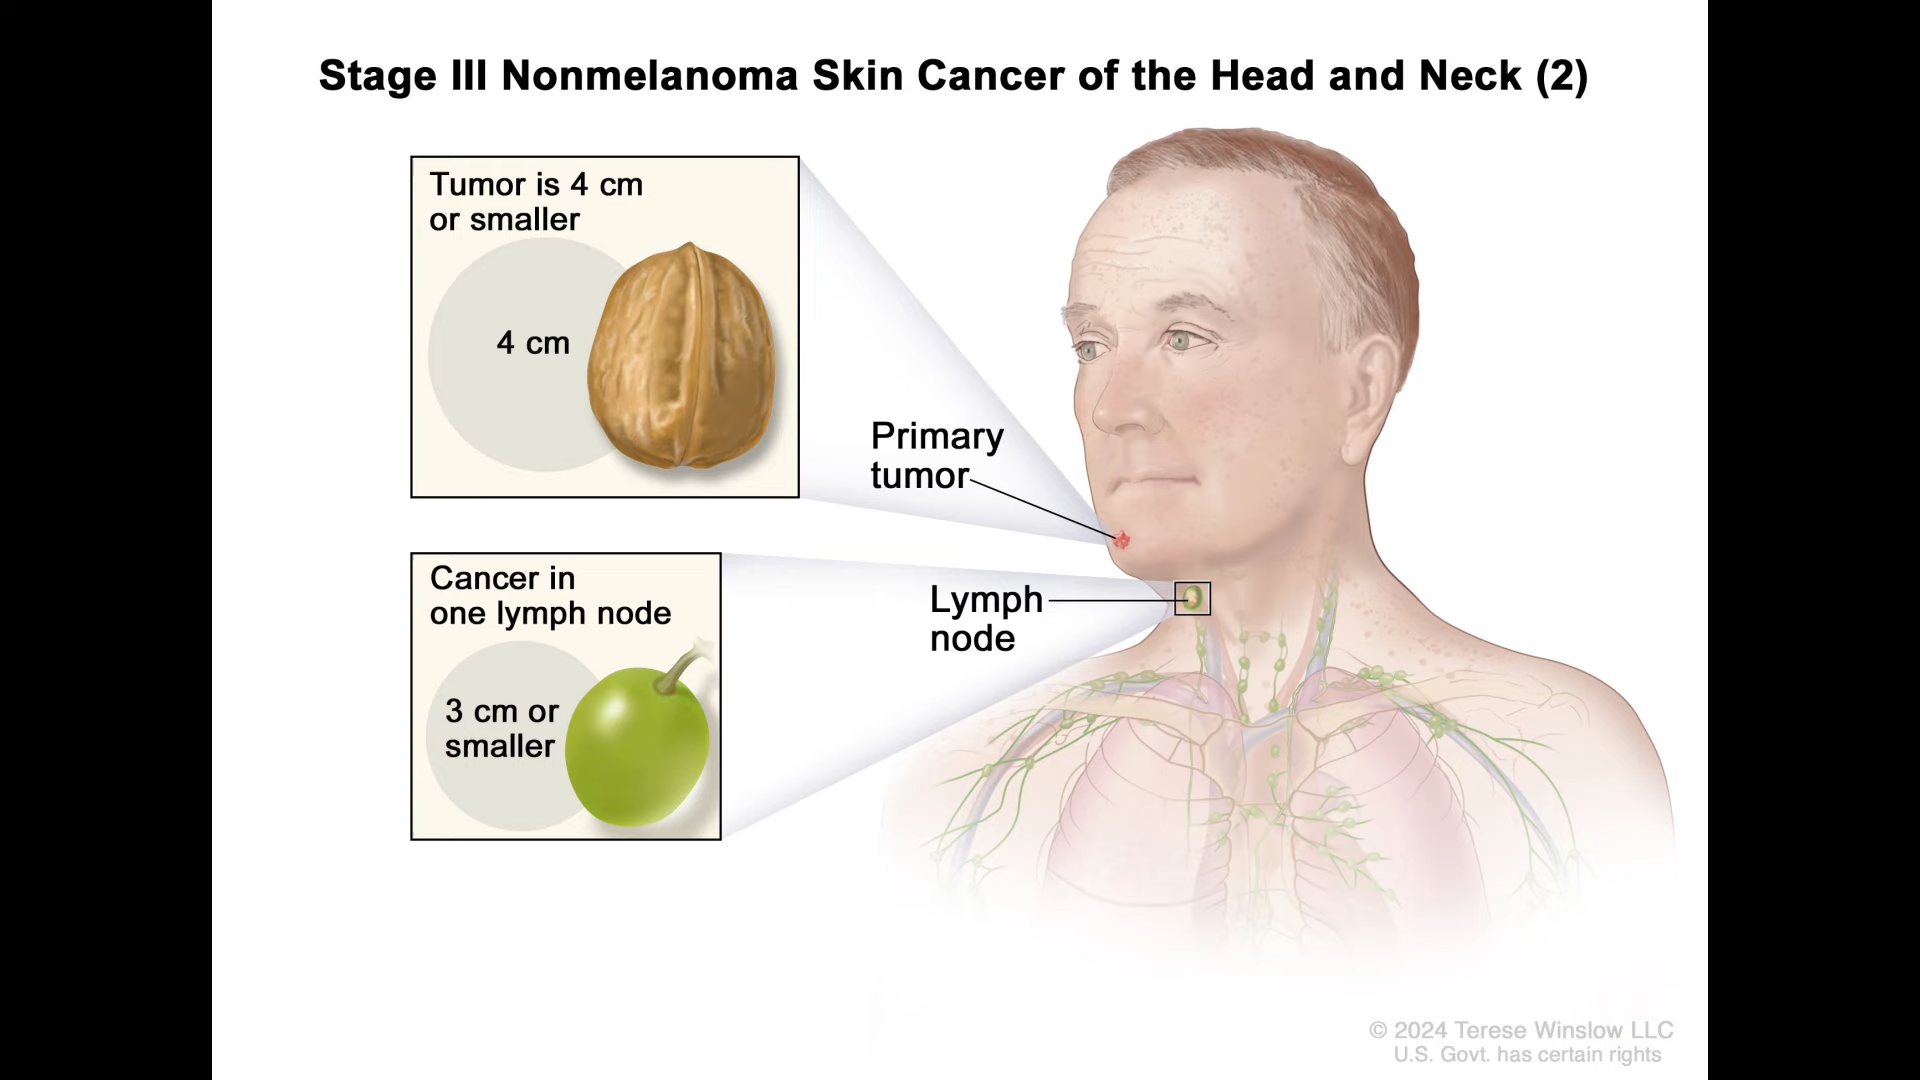 Stage III Nonmelanoma Skin Cancer of the Head and Neck (2)
Tumor is 4 cm
or smaller
4 cm
Primary
tumor
Cancer in
one lymph node
3 cm or
smaller
Lymph
node
© 2024 Terese Winslow LLC
U.S. Govt. has certain rights